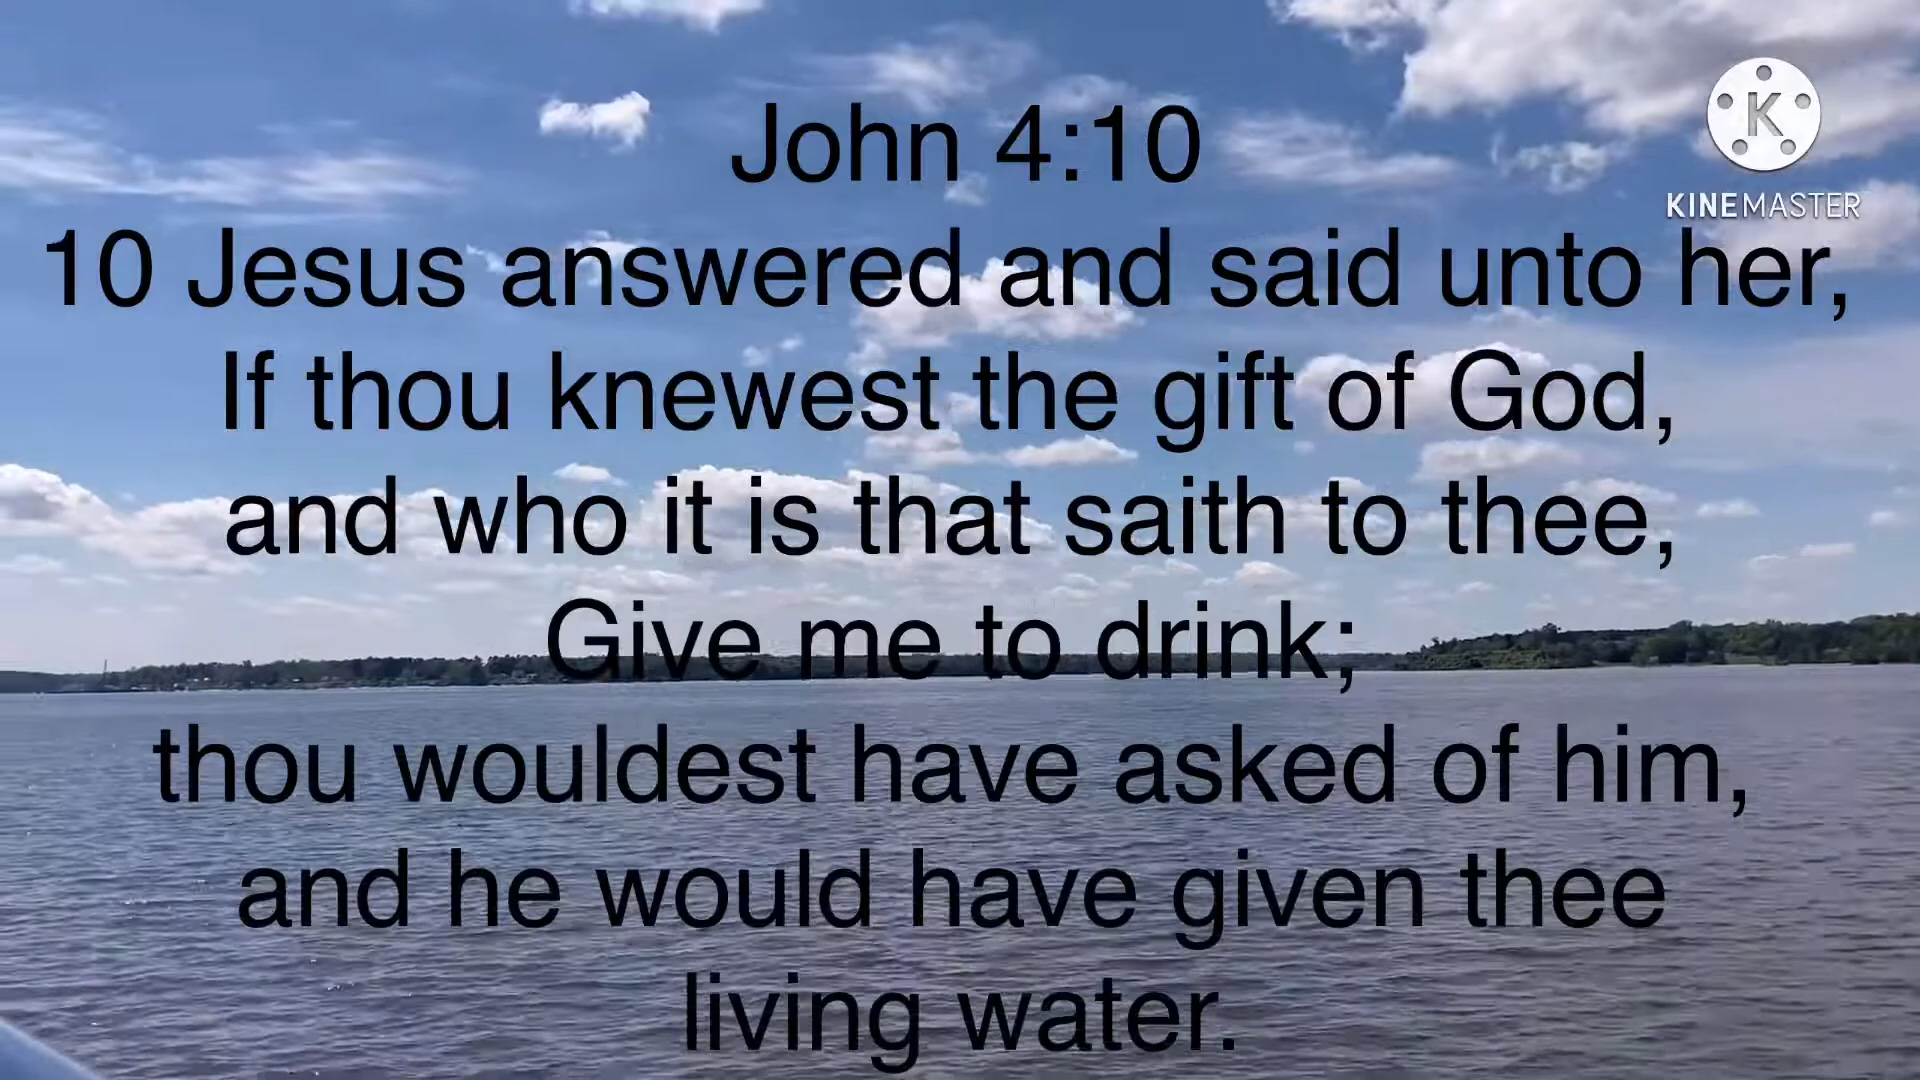 John 4:10
K
KINEMASTER
10 Jesus answered and said unto her,
If thou knewest the gift of God,
and who it is that saith to thee,
Give me to drink;
thou wouldest have asked of him,
and he would have given thee
living water.